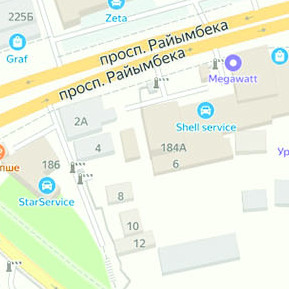 225Б
Zeta
Graf
просп. Райымбека
просп. Райымбека
Megawatt
2А
Shell service
4
184А
6
186
пше
StarService
8
10
12